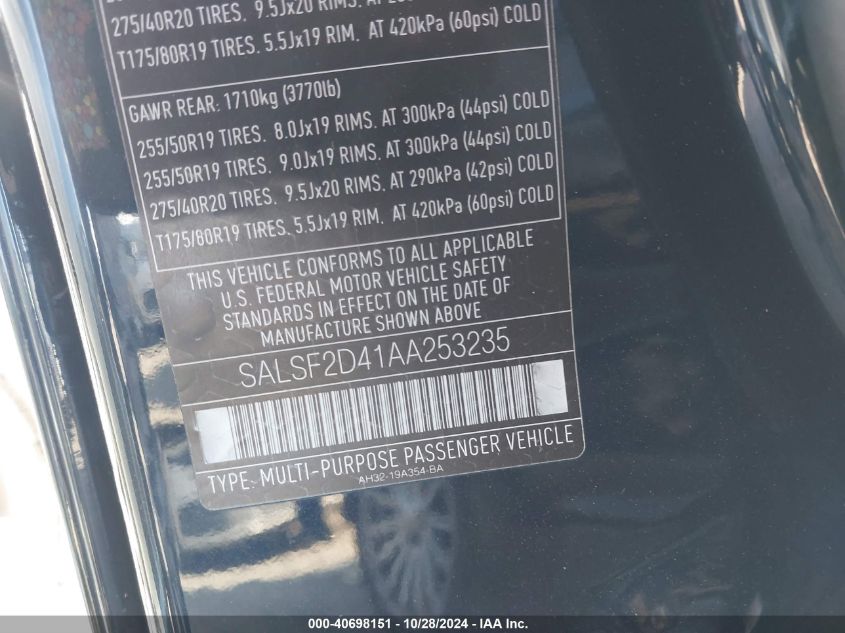 275/40R20 TIRES. 9.5Jx20 RIMS. AT
T175/80R19 TIRES. 5.5Jx19 RIM. AT 420kPa (60psi) COLD
GAWR REAR: 1710kg (3770lb)
255/50R19 TIRES. 8.0Jx19 RIMS. AT 300kPa (44psi) COLD
255/50R19 TIRES. 9.0Jx19 RIMS. AT 300kPa (44psi) COLD
275/40R20 TIRES. 9.5Jx20 RIMS. AT 290kPa (42psi) COLD
T175/80R19 TIRES. 5.5Jx19 RIM. AT 420kPa (60psi) COLD
THIS VEHICLE CONFORMS TO ALL APPLICABLE
U.S. FEDERAL MOTOR VEHICLE SAFETY
STANDARDS IN EFFECT ON THE DATE OF
MANUFACTURE SHOWN ABOVE
SALSF2D41AA253235
TYPE: MULTI-PURPOSE PASSENGER VEHICLE
AH32-19A354-BA
000-40698151 | 10/28/2024 - IAA Inc.